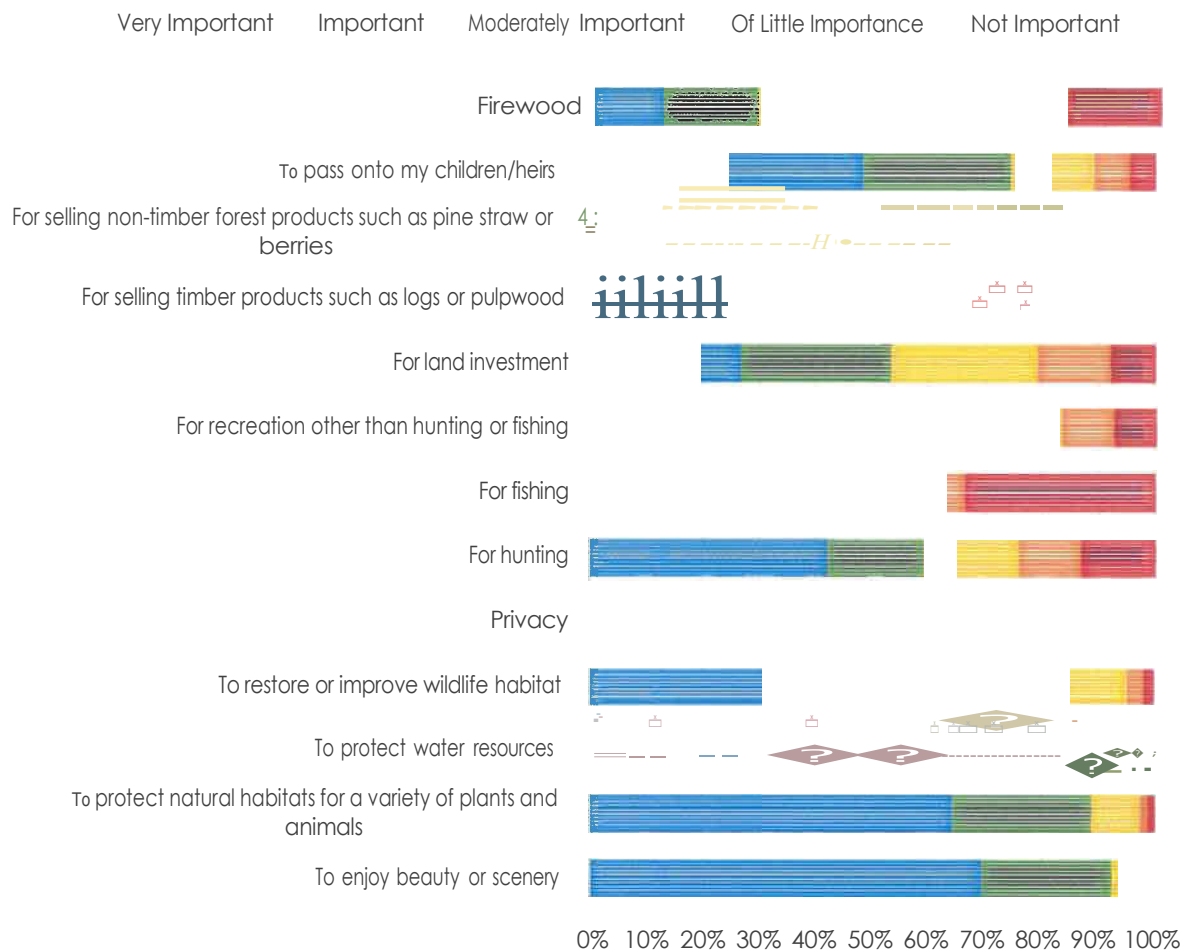 Very Important Important Moderately Important Of Little Importance Not Important
Firewood
To pass onto my children/heirs
For selling non-timber forest products such as pine straw or
berries
For selling timber products such as logs or pulpwood
For land investment
For recreation other than hunting or fishing
For fishing
For hunting
Privacy
To restore or improve wildlife habitat
To protect water resources
To protect natural habitats for a variety of plants and
animals
To enjoy beauty or scenery
0% 10% 20% 30% 40% 50% 60% 70% 80% 90% 100%